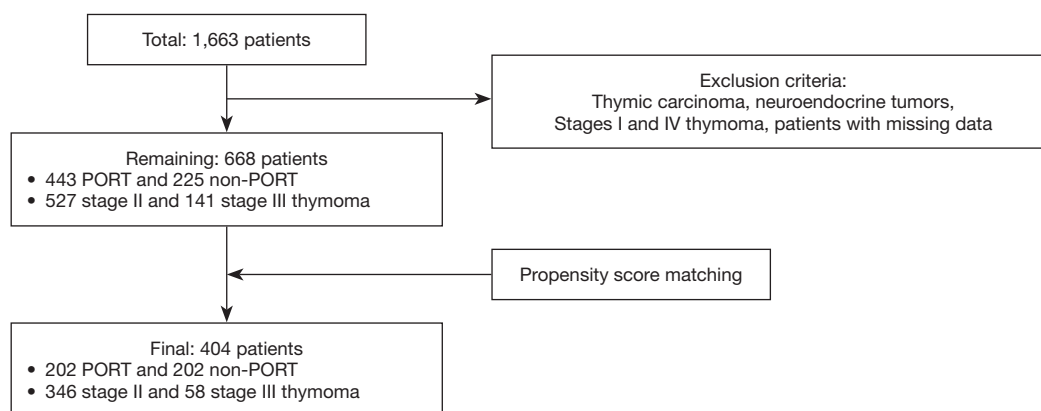 Total: 1,663 patients
Exclusion criteria:
Thymic carcinoma, neuroendocrine tumors,
Stages I and IV thymoma, patients with missing data
Remaining: 668 patients
• 443 PORT and 225 non-PORT
• 527 stage II and 141 stage III thymoma
Propensity score matching
Final: 404 patients
• 202 PORT and 202 non-PORT
• 346 stage II and 58 stage III thymoma